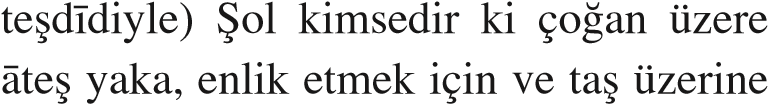 teşdīdiyle) Şol kimsedir ki çoğan üzere
āteş yaka, enlik etmek için ve taş üzerine